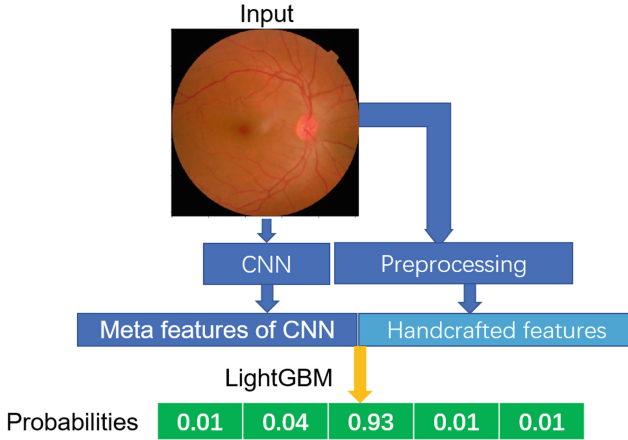 Input
CNN
Preprocessing
Meta features of CNN
Handcrafted features
LightGBM
Probabilities 0.01 0.04 0.93 0.01 0.01